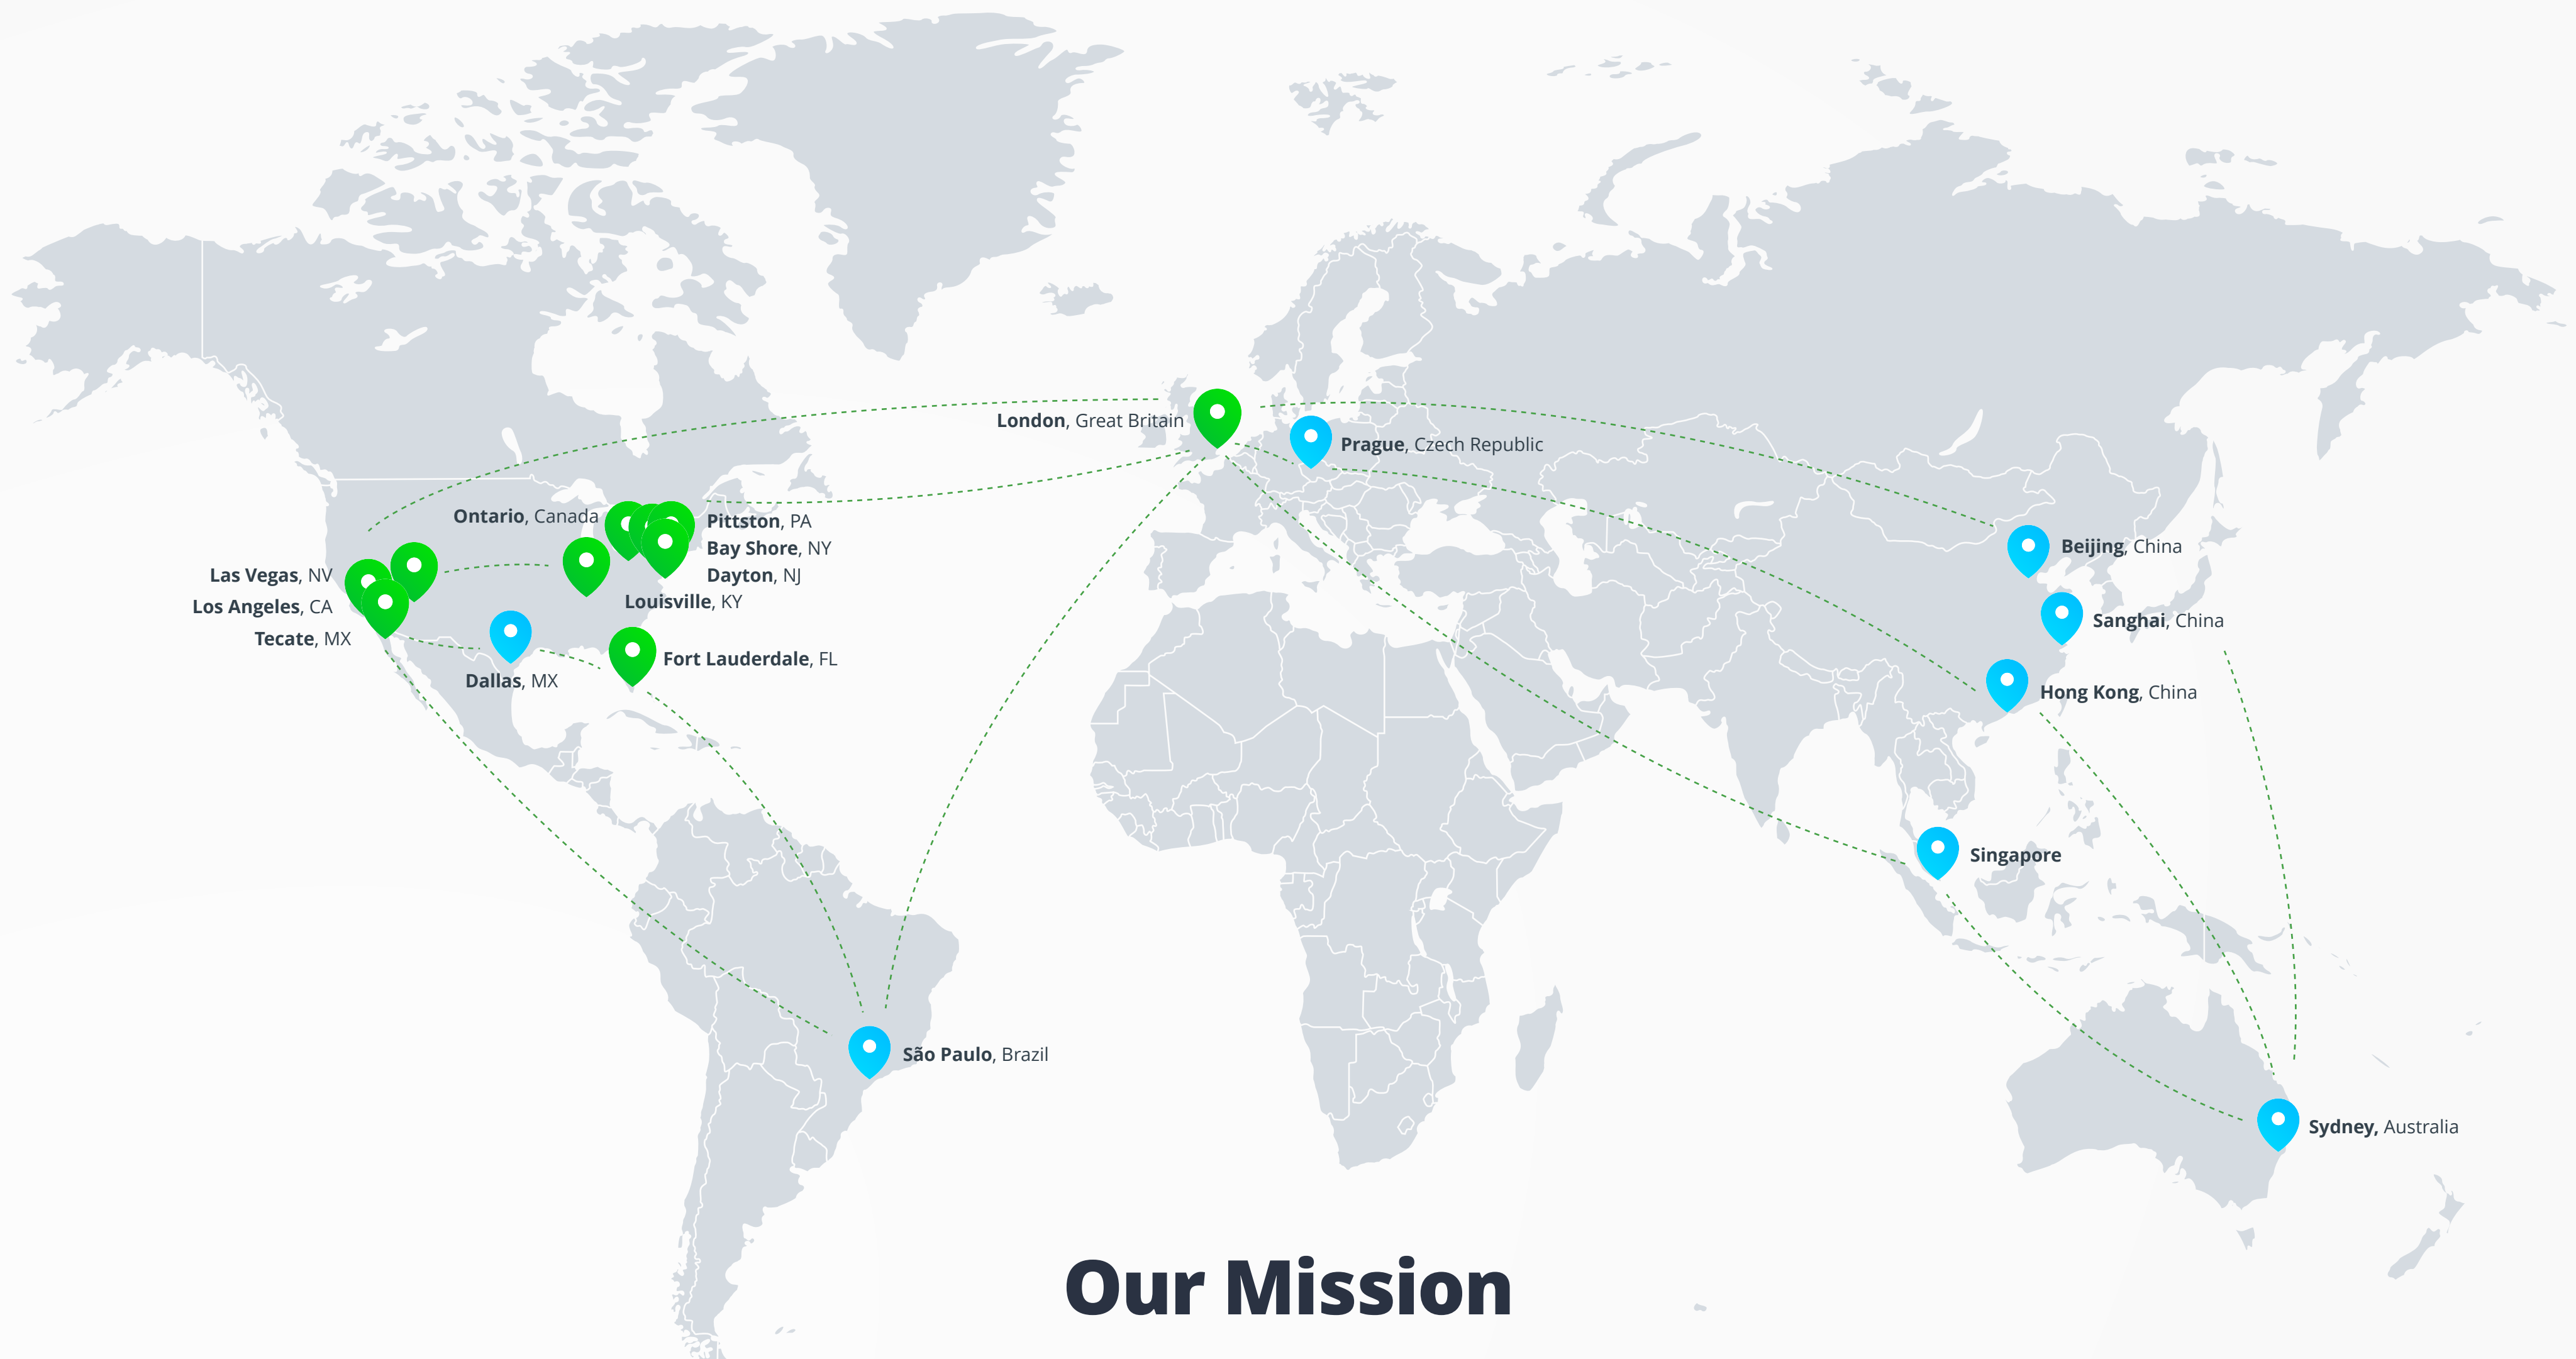 London, Great Britain
Prague, Czech Republic
Ontario, Canada
Pittston, PA
Bay Shore, NY
Dayton, NJ
Louisville, KY
Las Vegas, NV
Los Angeles, CA
Tecate, MX
Dallas, MX
Fort Lauderdale, FL
Beijing, China
Sanghai, China
Hong Kong, China
Singapore
São Paulo, Brazil
Sydney, Australia
Our Mission